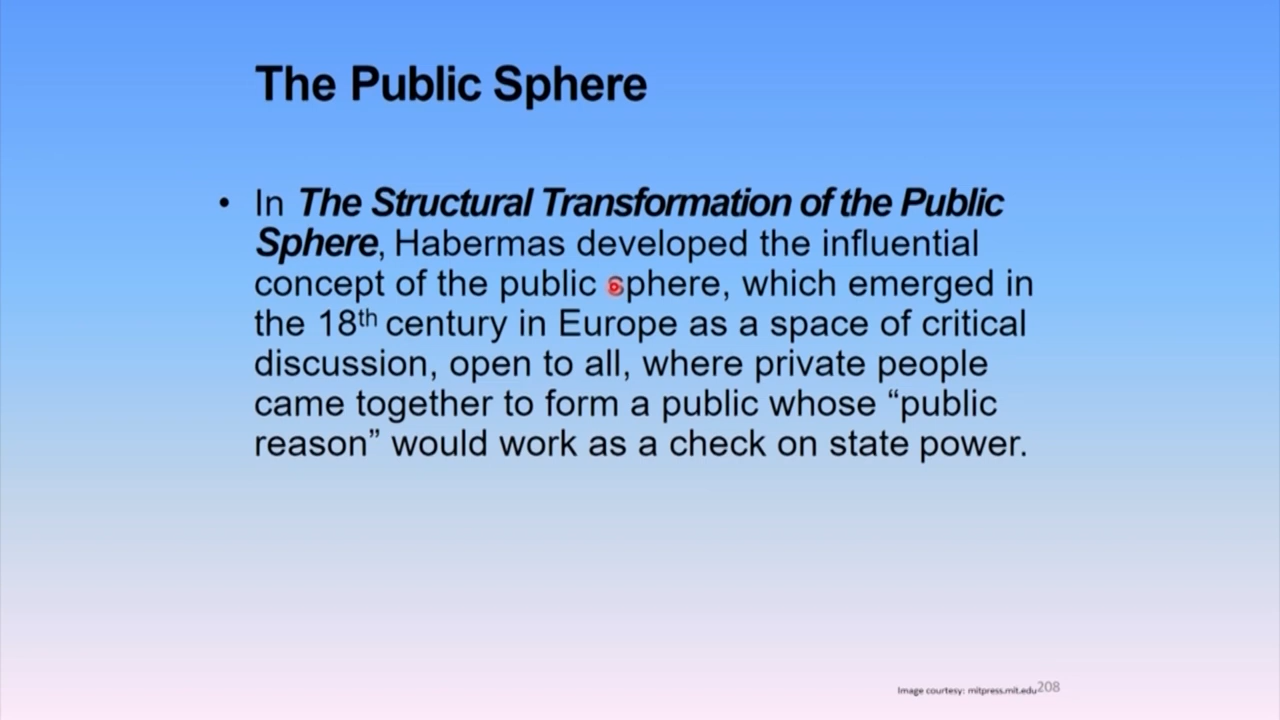 The Public Sphere
• In The Structural Transformation of the Public
Sphere, Habermas developed the influential
concept of the public sphere, which emerged in
the 18th century in Europe as a space of critical
discussion, open to all, where private people
came together to form a public whose “public
reason” would work as a check on state power.
Image courtesy: mitpress.mit.edu 208